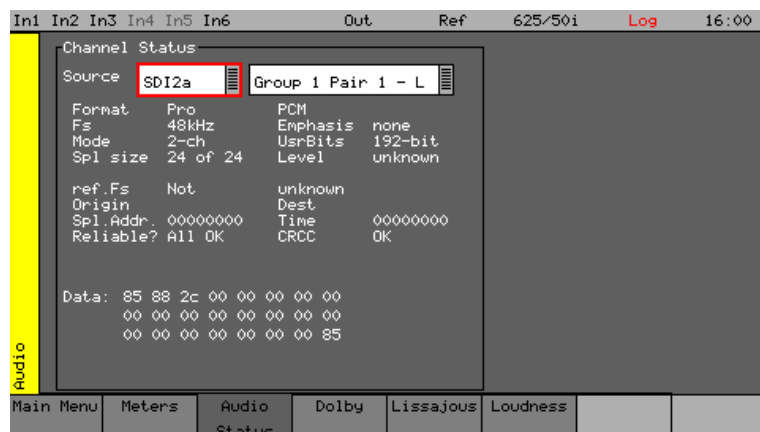 In1 In2 In3 In4 In5 In6 Out Ref 625/50i Log 16:00
Channel Status
Source SDI2a Group 1 Pair 1 - L
Format Pro PCM
Fs 48kHz Emphasis none
Mode 2-ch UsrBits 192-bit
Spl size 24 of 24 Level unknown
ref.Fs Not unknown
Origin Dest
Spl.Addr. 00000000 Time 00000000
Reliable? All OK CRCC OK
Data: 85 88 2c 00 00 00 00 00
00 00 00 00 00 00 00 00
00 00 00 00 00 00 00 85
Audio
Main Menu Meters Audio Status Dolby Lissajous Loudness